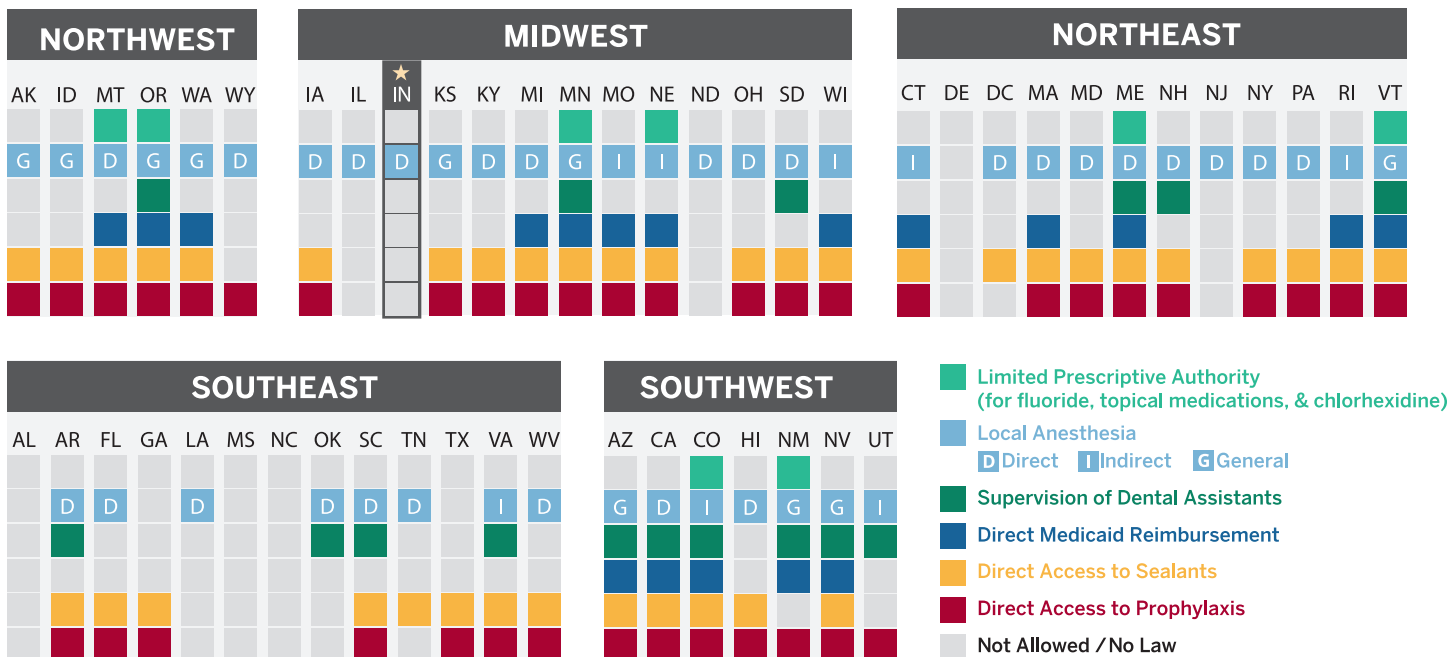 NORTHWEST
AK ID MT OR WA WY
G G D G G D
MIDWEST
IA IL IN KS KY MI MN MO NE ND OH SD WI
D D D G D D G I I D D D I
NORTHEAST
CT DE DC MA MD ME NH NJ NY PA RI VT
I D D D D D D D D I G
SOUTHEAST
AL AR FL GA LA MS NC OK SC TN TX VA WV
D D D D D D I D
SOUTHWEST
AZ CA CO HI NM NV UT
G D I D G G I
Limited Prescriptive Authority
(for fluoride, topical medications, & chlorhexidine)
Local Anesthesia
D Direct I Indirect G General
Supervision of Dental Assistants
Direct Medicaid Reimbursement
Direct Access to Sealants
Direct Access to Prophylaxis
Not Allowed / No Law